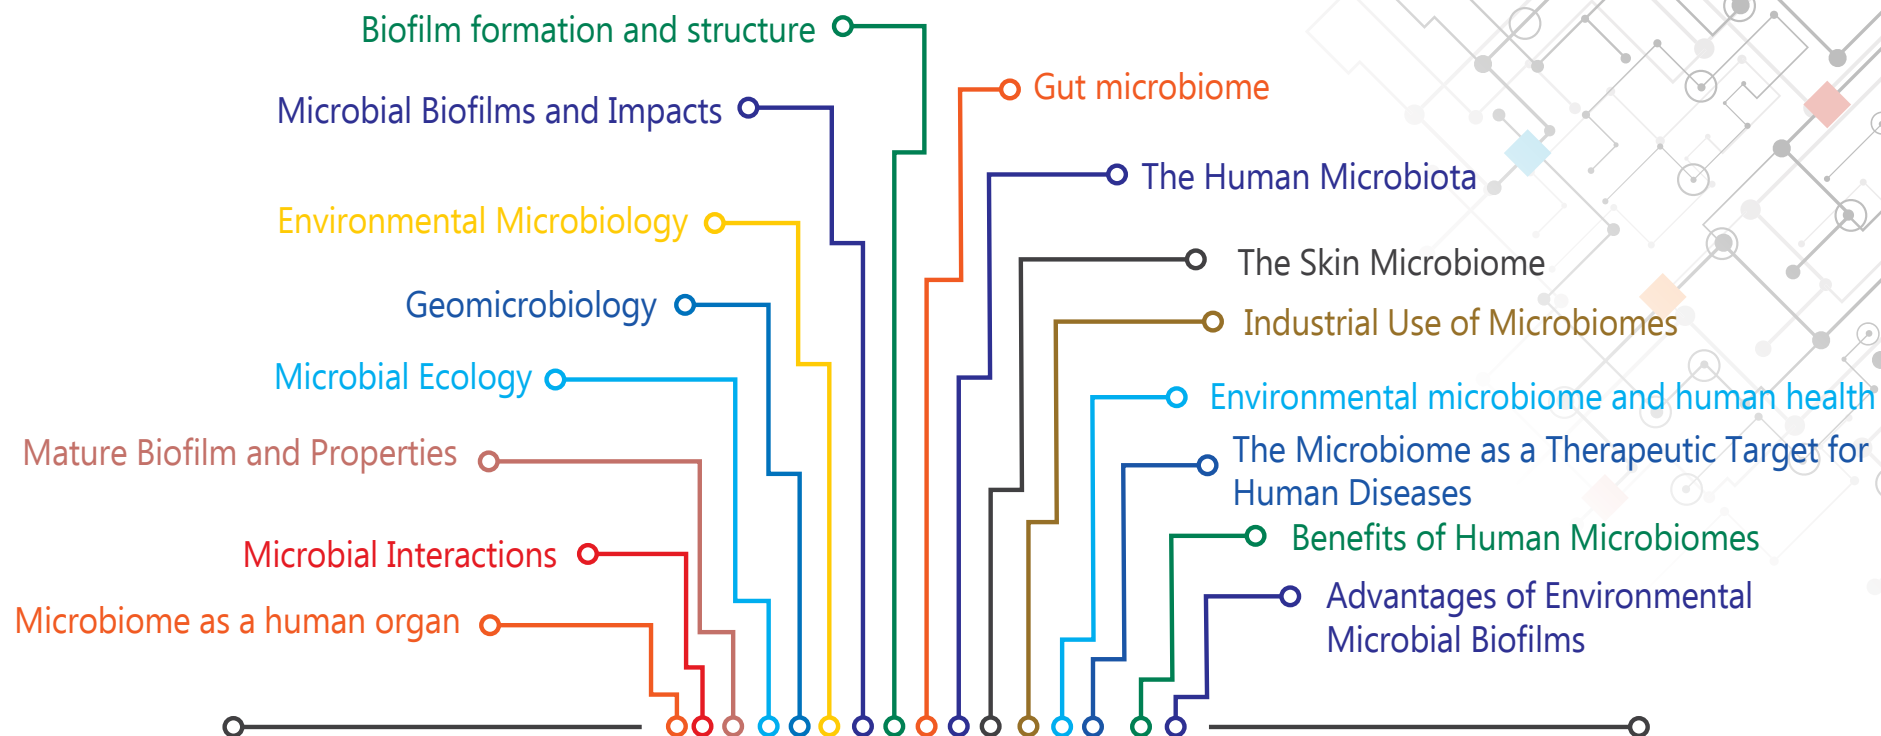 Biofilm formation and structure
Microbial Biofilms and Impacts
Environmental Microbiology
Geomicrobiology
Microbial Ecology
Mature Biofilm and Properties
Microbial Interactions
Microbiome as a human organ
Gut microbiome
The Human Microbiota
The Skin Microbiome
Industrial Use of Microbiomes
Environmental microbiome and human health
The Microbiome as a Therapeutic Target for
Human Diseases
Benefits of Human Microbiomes
Advantages of Environmental
Microbial Biofilms